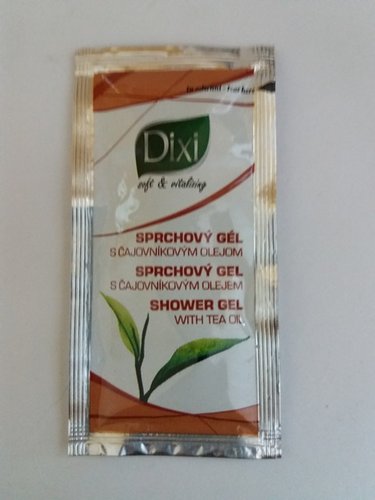 Dixi
soft & vitalizing
SPRCHOVÝ GÉL
S ČAJOVNÍKOVÝM OLEJOM
SPRCHOVÝ GEL
S ČAJOVNÍKOVÝM OLEJEM
SHOWER GEL
WITH TEA OIL